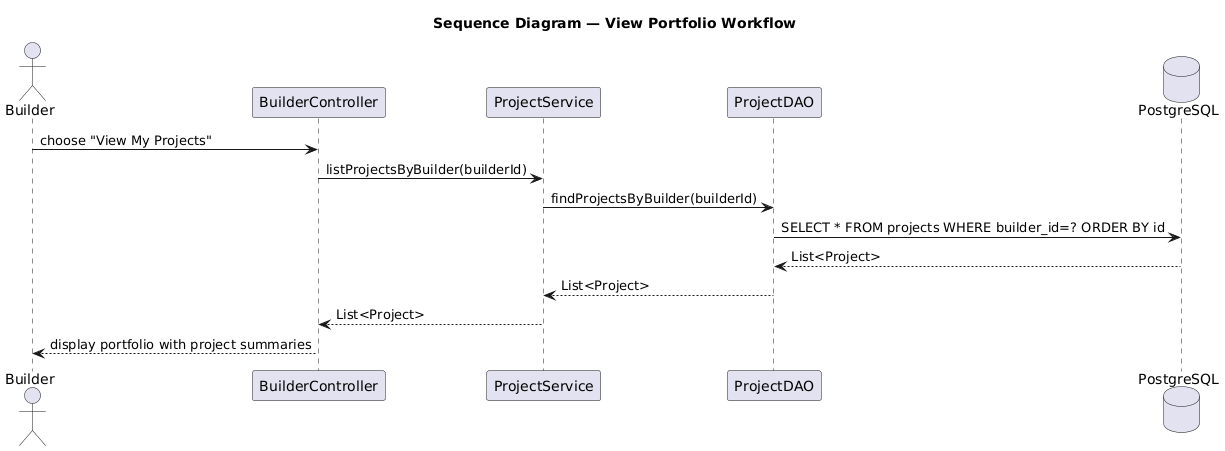 Sequence Diagram — View Portfolio Workflow
Builder
BuilderController
ProjectService
ProjectDAO
PostgreSQL
choose "View My Projects"
listProjectsByBuilder(builderId)
findProjectsByBuilder(builderId)
SELECT * FROM projects WHERE builder_id=? ORDER BY id
List<Project>
List<Project>
List<Project>
display portfolio with project summaries
Builder
BuilderController
ProjectService
ProjectDAO
PostgreSQL